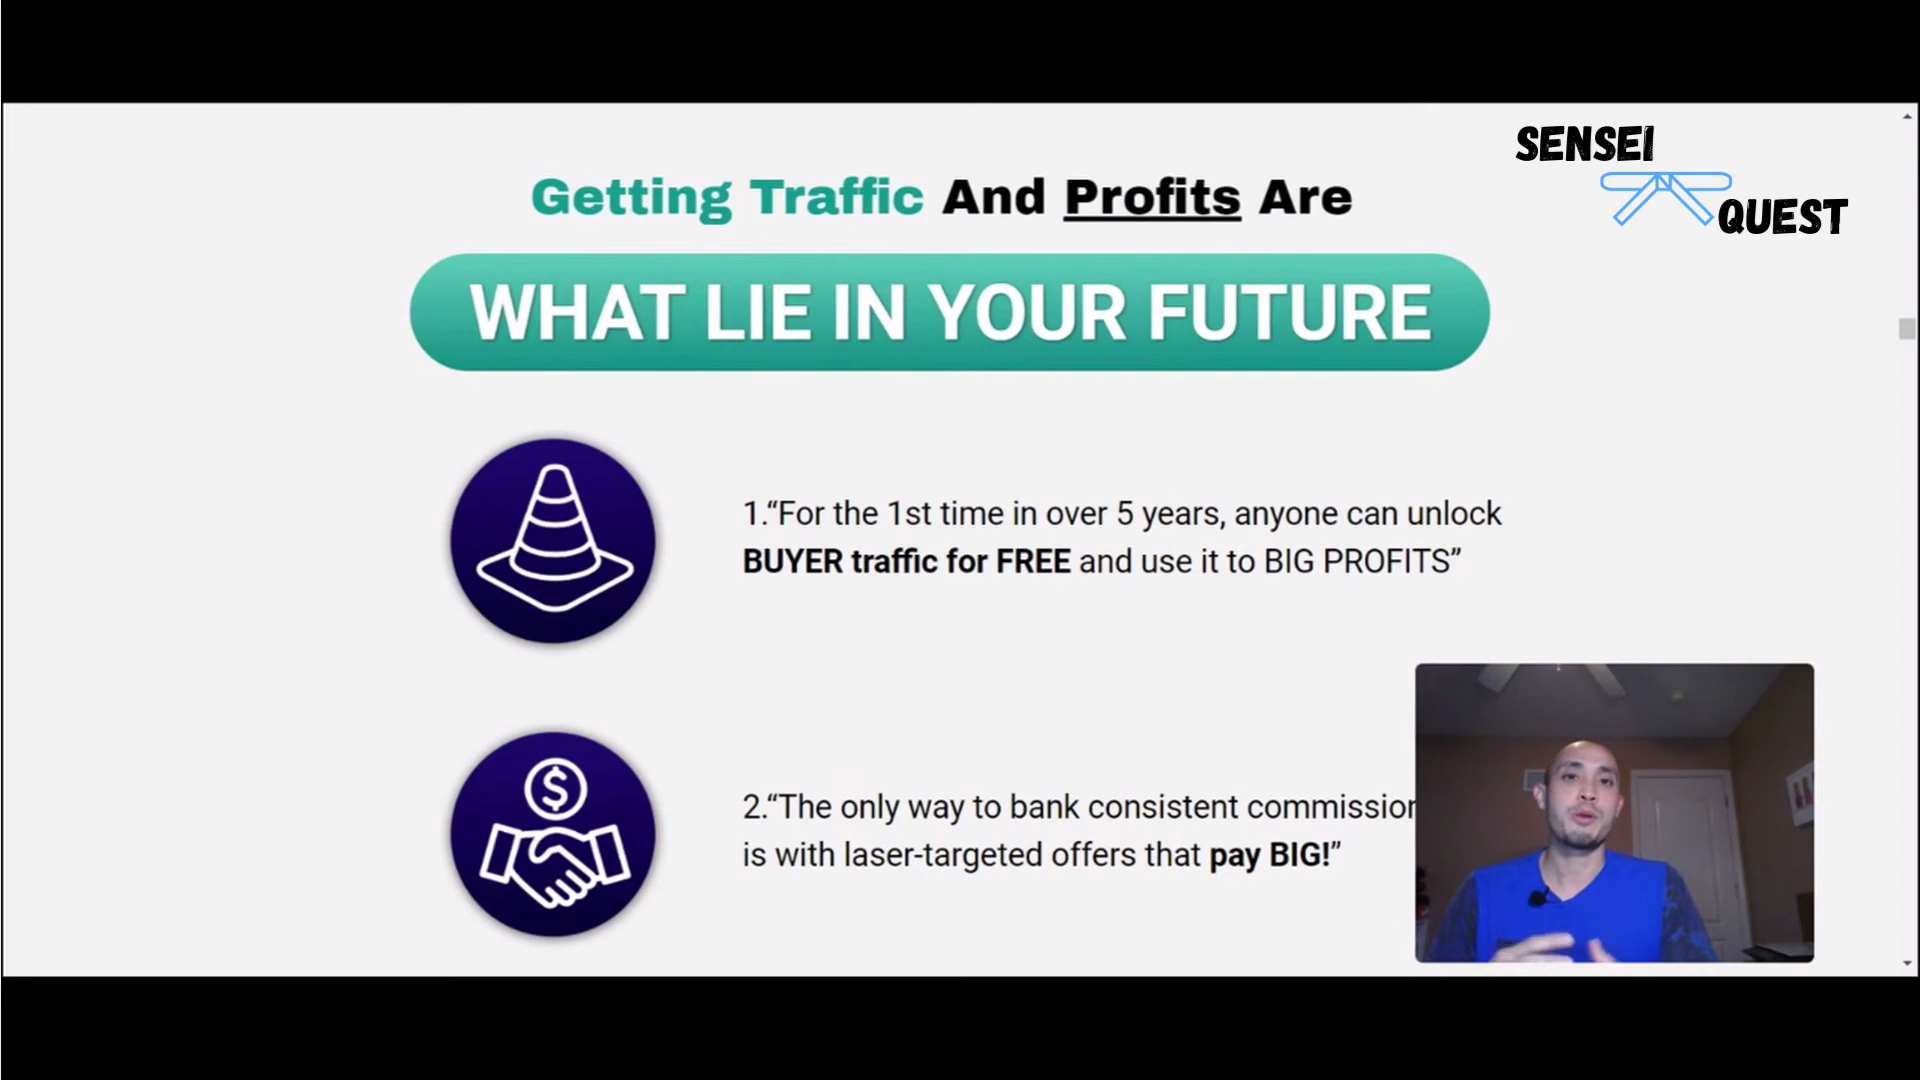 SENSEI
QUEST
Getting Traffic And Profits Are
WHAT LIE IN YOUR FUTURE
1.“For the 1st time in over 5 years, anyone can unlock
BUYER traffic for FREE and use it to BIG PROFITS”
2.“The only way to bank consistent commission
is with laser-targeted offers that pay BIG!”
$